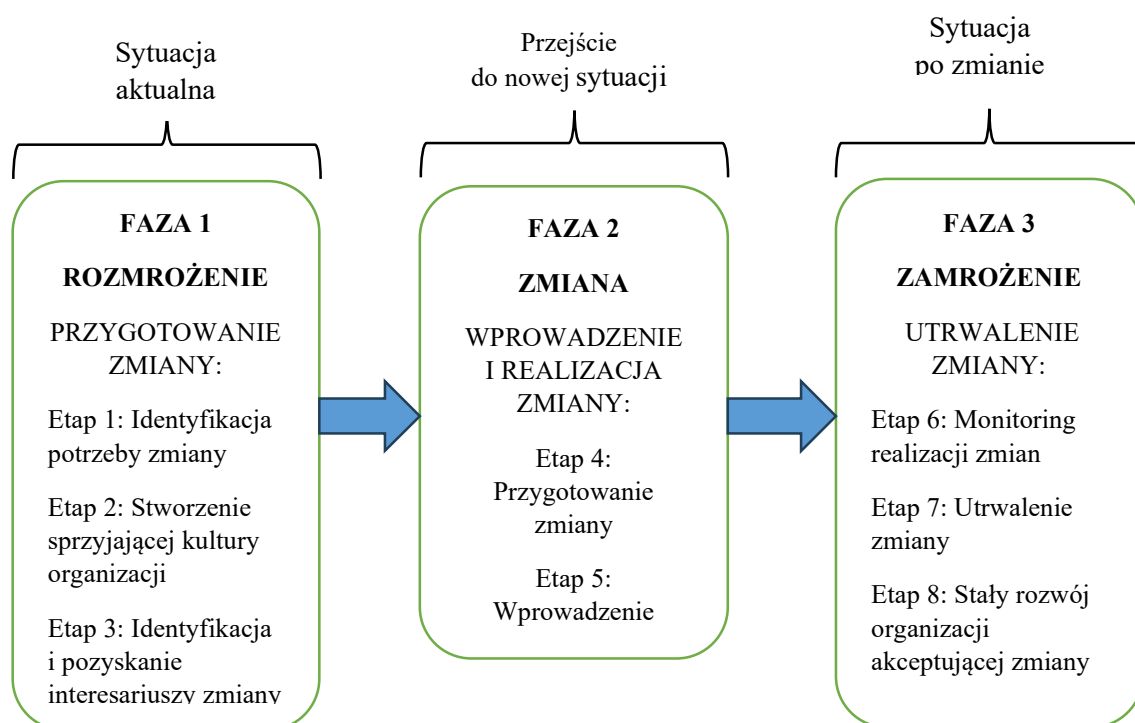 Sytuacja
aktualna
Przejście
do nowej sytuacji
Sytuacja
po zmianie
FAZA 1
ROZMROŻENIE
PRZYGOTOWANIE
ZMIANY:
Etap 1: Identyfikacja
potrzeby zmiany
Etap 2: Stworzenie
sprzyjającej kultury
organizacji
Etap 3: Identyfikacja
i pozyskanie
interesariuszy zmiany
FAZA 2
ZMIANA
WPROWADZENIE
I REALIZACJA
ZMIANY:
Etap 4:
Przygotowanie
zmiany
Etap 5:
Wprowadzenie
FAZA 3
ZAMROŻENIE
UTRWALENIE
ZMIANY:
Etap 6: Monitoring
realizacji zmian
Etap 7: Utrwalenie
zmiany
Etap 8: Stały rozwój
organizacji
akceptującej zmiany